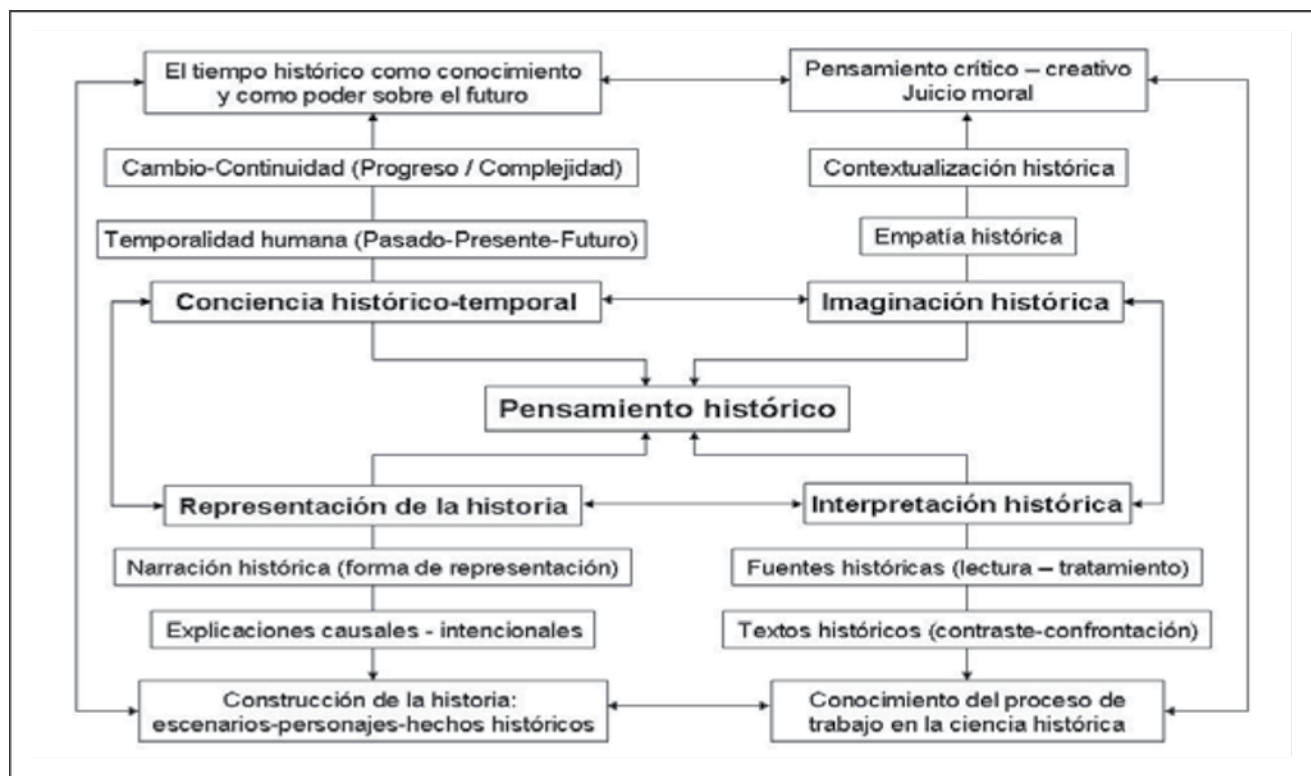 El tiempo histórico como conocimiento
y como poder sobre el futuro
Pensamiento crítico – creativo
Juicio moral
Cambio-Continuidad (Progreso / Complejidad)
Contextualización histórica
Temporalidad humana (Pasado-Presente-Futuro)
Empatía histórica
Conciencia histórico-temporal
Imaginación histórica
Pensamiento histórico
Representación de la historia
Interpretación histórica
Narración histórica (forma de representación)
Fuentes históricas (lectura – tratamiento)
Explicaciones causales - intencionales
Textos históricos (contraste-confrontación)
Construcción de la historia:
escenarios-personajes-hechos históricos
Conocimiento del proceso de
trabajo en la ciencia histórica